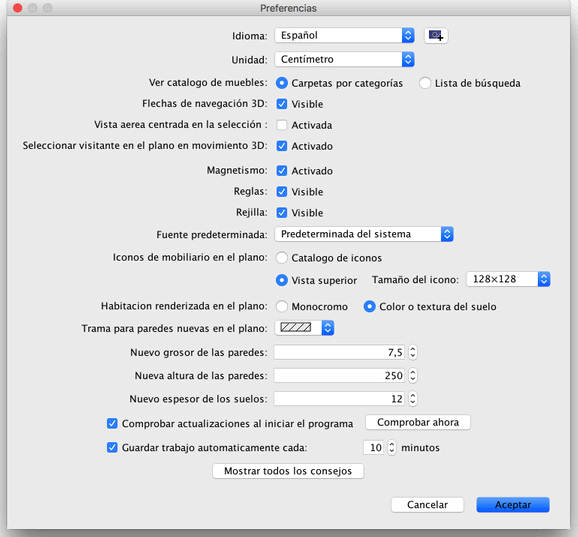 Preferencias
Idioma: Español
Unidad: Centímetro
Ver catalogo de muebles: Carpetas por categorías Lista de búsqueda
Flechas de navegación 3D: Visible
Vista aerea centrada en la selección : Activada
Seleccionar visitante en el plano en movimiento 3D: Activado
Magnetismo: Activado
Reglas: Visible
Rejilla: Visible
Fuente predeterminada: Predeterminada del sistema
Iconos de mobiliario en el plano: Catalogo de iconos
Vista superior Tamaño del icono: 128×128
Habitacion renderizada en el plano: Monocromo Color o textura del suelo
Trama para paredes nuevas en el plano:
Nuevo grosor de las paredes: 7,5
Nueva altura de las paredes: 250
Nuevo espesor de los suelos: 12
Comprobar actualizaciones al iniciar el programa Comprobar ahora
Guardar trabajo automaticamente cada: 10 minutos
Mostrar todos los consejos
Cancelar Aceptar